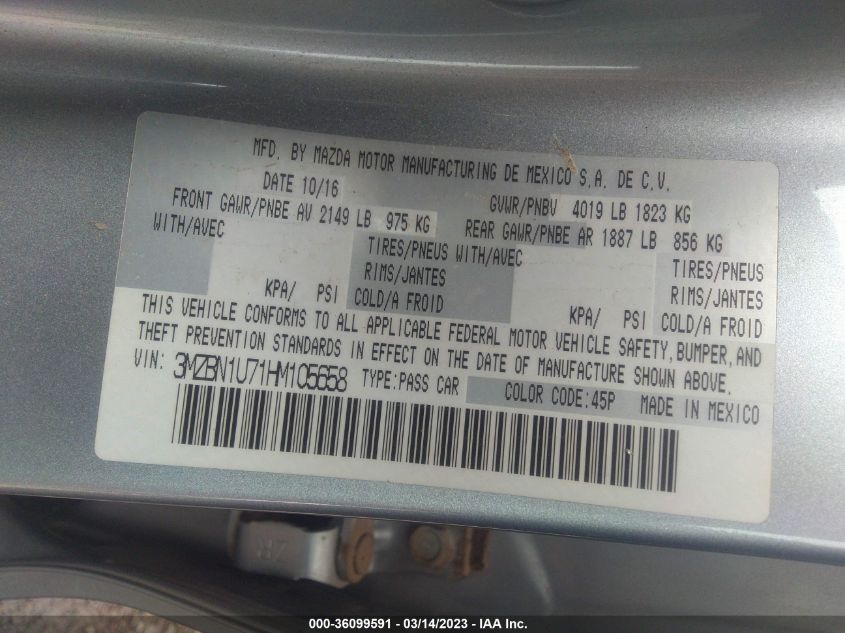 MFD. BY MAZDA MOTOR MANUFACTURING DE MEXICO S.A. DE C.V.
DATE 10/16
GVWR/PNBV 4019 LB 1823 KG
FRONT GAWR/PNBE AV 2149 LB 975 KG
REAR GAWR/PNBE AR 1887 LB 856 KG
WITH/AVEC
TIRES/PNEUS WITH/AVEC
TIRES/PNEUS
RIMS/JANTES
RIMS/JANTES
KPA/ PSI COLD/A FROID
KPA/ PSI COLD/A FROID
THIS VEHICLE CONFORMS TO ALL APPLICABLE FEDERAL MOTOR VEHICLE SAFETY, BUMPER, AND
THEFT PREVENTION STANDARDS IN EFFECT ON THE DATE OF MANUFACTURE SHOWN ABOVE.
VIN: 3MZBN1U71HM105658 TYPE:PASS CAR COLOR CODE:45P MADE IN MEXICO
000-36099591 - 03/14/2023 - IAA Inc.